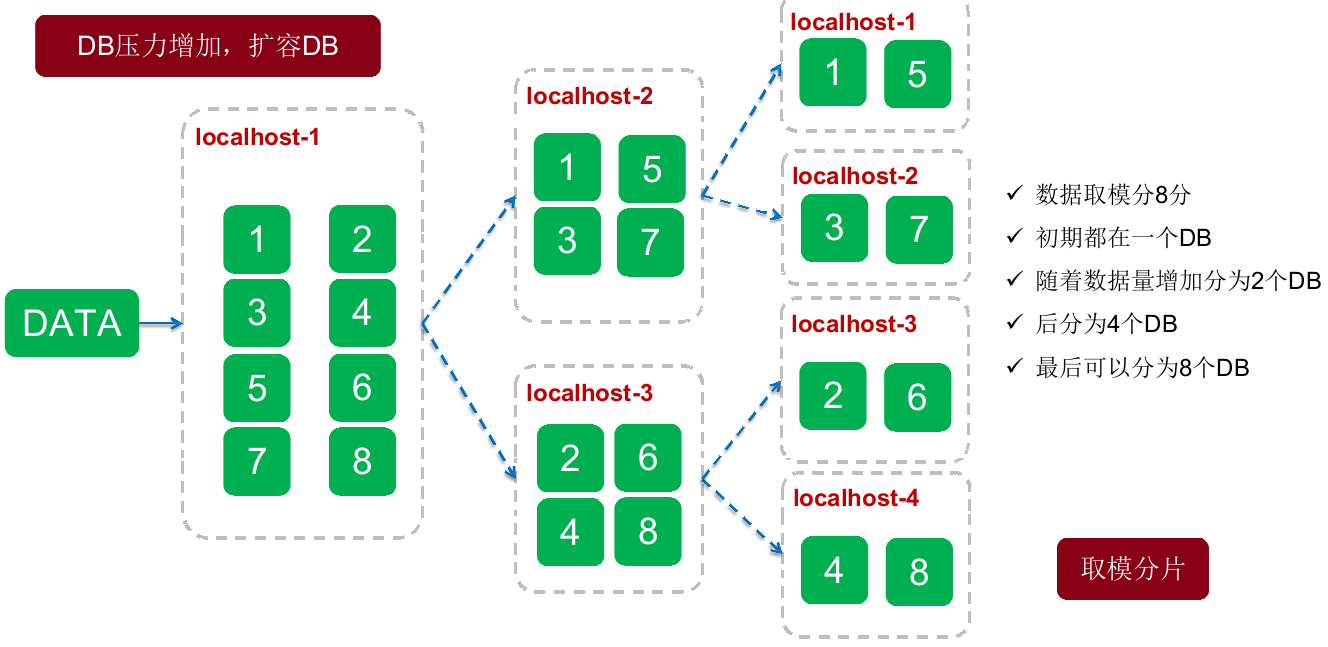 DB压力增加，扩容DB
DATA
localhost-1
1 2
3 4
5 6
7 8
localhost-2
1 5
3 7
localhost-3
2 6
4 8
localhost-1
1 5
localhost-2
3 7
localhost-3
2 6
localhost-4
4 8
✓ 数据取模分8分
✓ 初期都在一个DB
✓ 随着数据量增加分为2个DB
✓ 后分为4个DB
✓ 最后可以分为8个DB
取模分片